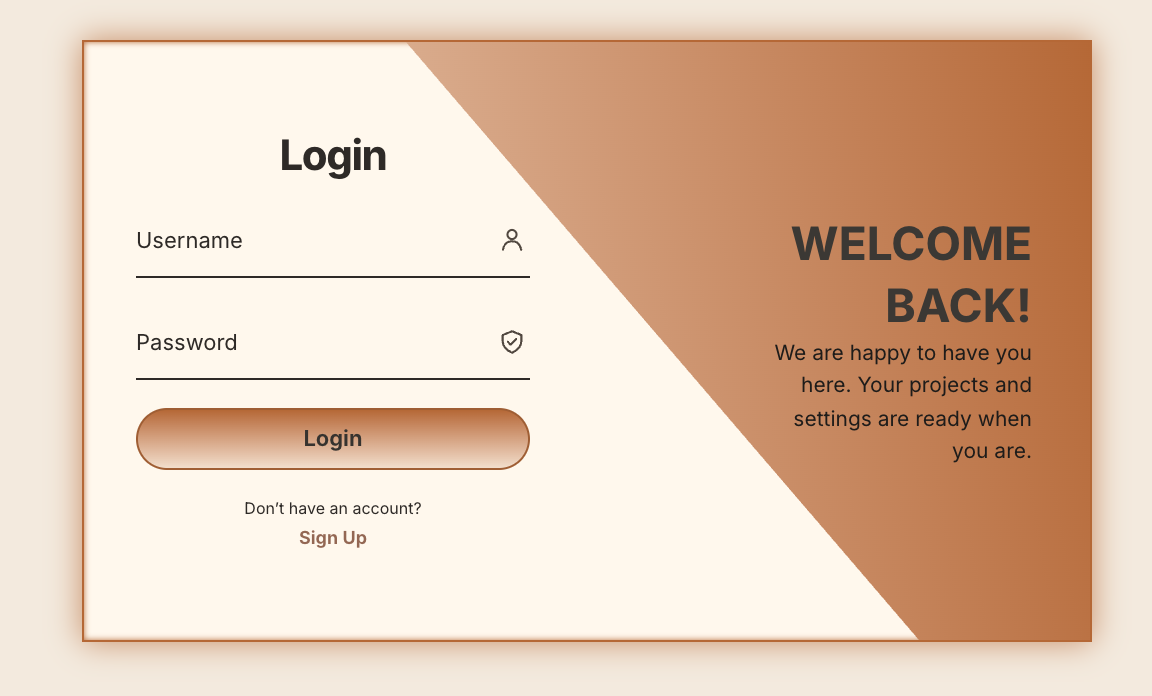 Login
Username
Password
Login
Don’t have an account?
Sign Up
WELCOME
BACK!
We are happy to have you
here. Your projects and
settings are ready when
you are.